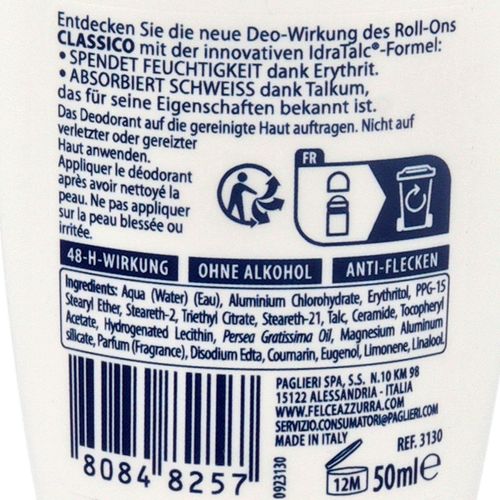 Entdecken Sie die neue Deo-Wirkung des Roll-Ons
CLASSICO mit der innovativen IdraTalc®-Formel:
• SPENDET FEUCHTIGKEIT dank Erythrit.
• ABSORBIERT SCHWEISS dank Talkum,
das für seine Eigenschaften bekannt ist.
Das Deodorant auf die gereinigte Haut auftragen. Nicht auf
verletzter oder gereizter
Haut anwenden.
Appliquer le déodorant
après avoir nettoyé la
peau. Ne pas appliquer
sur la peau blessée ou
irritée.
FR
48-H-WIRKUNG
OHNE ALKOHOL
ANTI-FLECKEN
Ingredients: Aqua (Water) (Eau), Aluminium Chlorohydrate, Erythritol, PPG-15
Stearyl Ether, Steareth-2, Triethyl Citrate, Steareth-21, Talc, Ceramide, Tocopheryl
Acetate, Hydrogenated Lecithin, Persea Gratissima Oil, Magnesium Aluminum
silicate, Parfum (Fragrance), Disodium Edta, Coumarin, Eugenol, Limonene, Linalool.
PAGLIERI SPA, S.S. N.10 KM 98
15122 ALESSANDRIA - ITALIA
WWW.FELCEAZZURRA.COM
SERVIZIO.CONSUMATORI@PAGLIERI.COM
MADE IN ITALY
REF. 3130
8084 8257
0923130
12M
50ml e